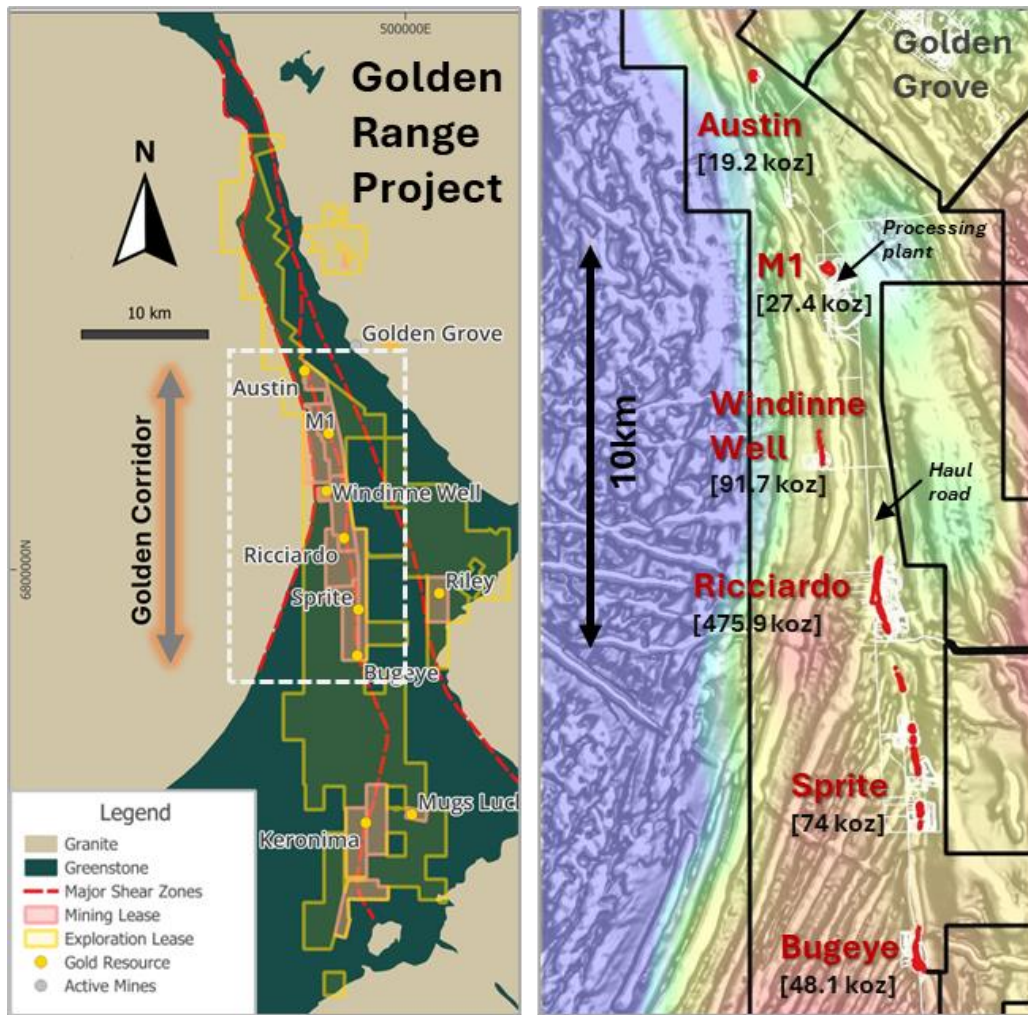 500000E
Golden
Range
Project
N
10 km
Golden Corridor
6800000N
Golden Grove
Austin
M1
Windinne Well
Ricciardo
Sprite
Riley
Bugeye
Mugs Luc
Keronima
Legend
Granite
Greenstone
Major Shear Zones
Mining Lease
Exploration Lease
Gold Resource
Active Mines
Golden
Grove
Austin
[19.2 koz]
Processing
plant
M1
[27.4 koz]
10km
Windinne
Well
[91.7 koz]
Haul
road
Ricciardo
[475.9 koz]
Sprite
[74 koz]
Bugeye
[48.1 koz]